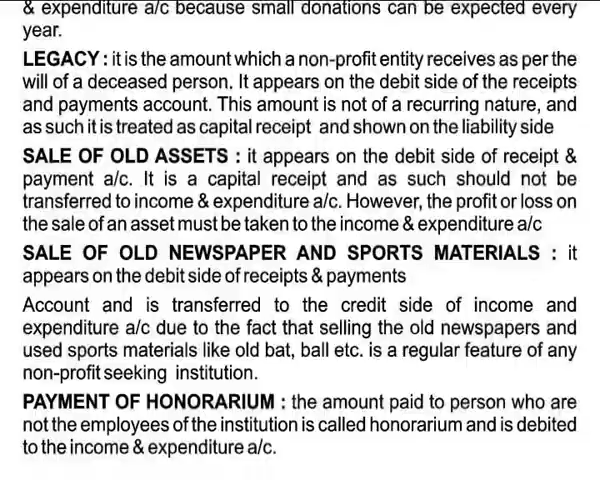 & expenditure a/c because small donations can be expected every
year.
LEGACY : it is the amount which a non-profit entity receives as per the
will of a deceased person. It appears on the debit side of the receipts
and payments account. This amount is not of a recurring nature, and
as such it is treated as capital receipt and shown on the liability side
SALE OF OLD ASSETS : it appears on the debit side of receipt &
payment a/c. It is a capital receipt and as such should not be
transferred to income & expenditure a/c. However, the profit or loss on
the sale of an asset must be taken to the income & expenditure a/c
SALE OF OLD NEWSPAPER AND SPORTS MATERIALS : it
appears on the debit side of receipts & payments
Account and is transferred to the credit side of income and
expenditure a/c due to the fact that selling the old newspapers and
used sports materials like old bat, ball etc. is a regular feature of any
non-profit seeking institution.
PAYMENT OF HONORARIUM : the amount paid to person who are
not the employees of the institution is called honorarium and is debited
to the income & expenditure a/c.